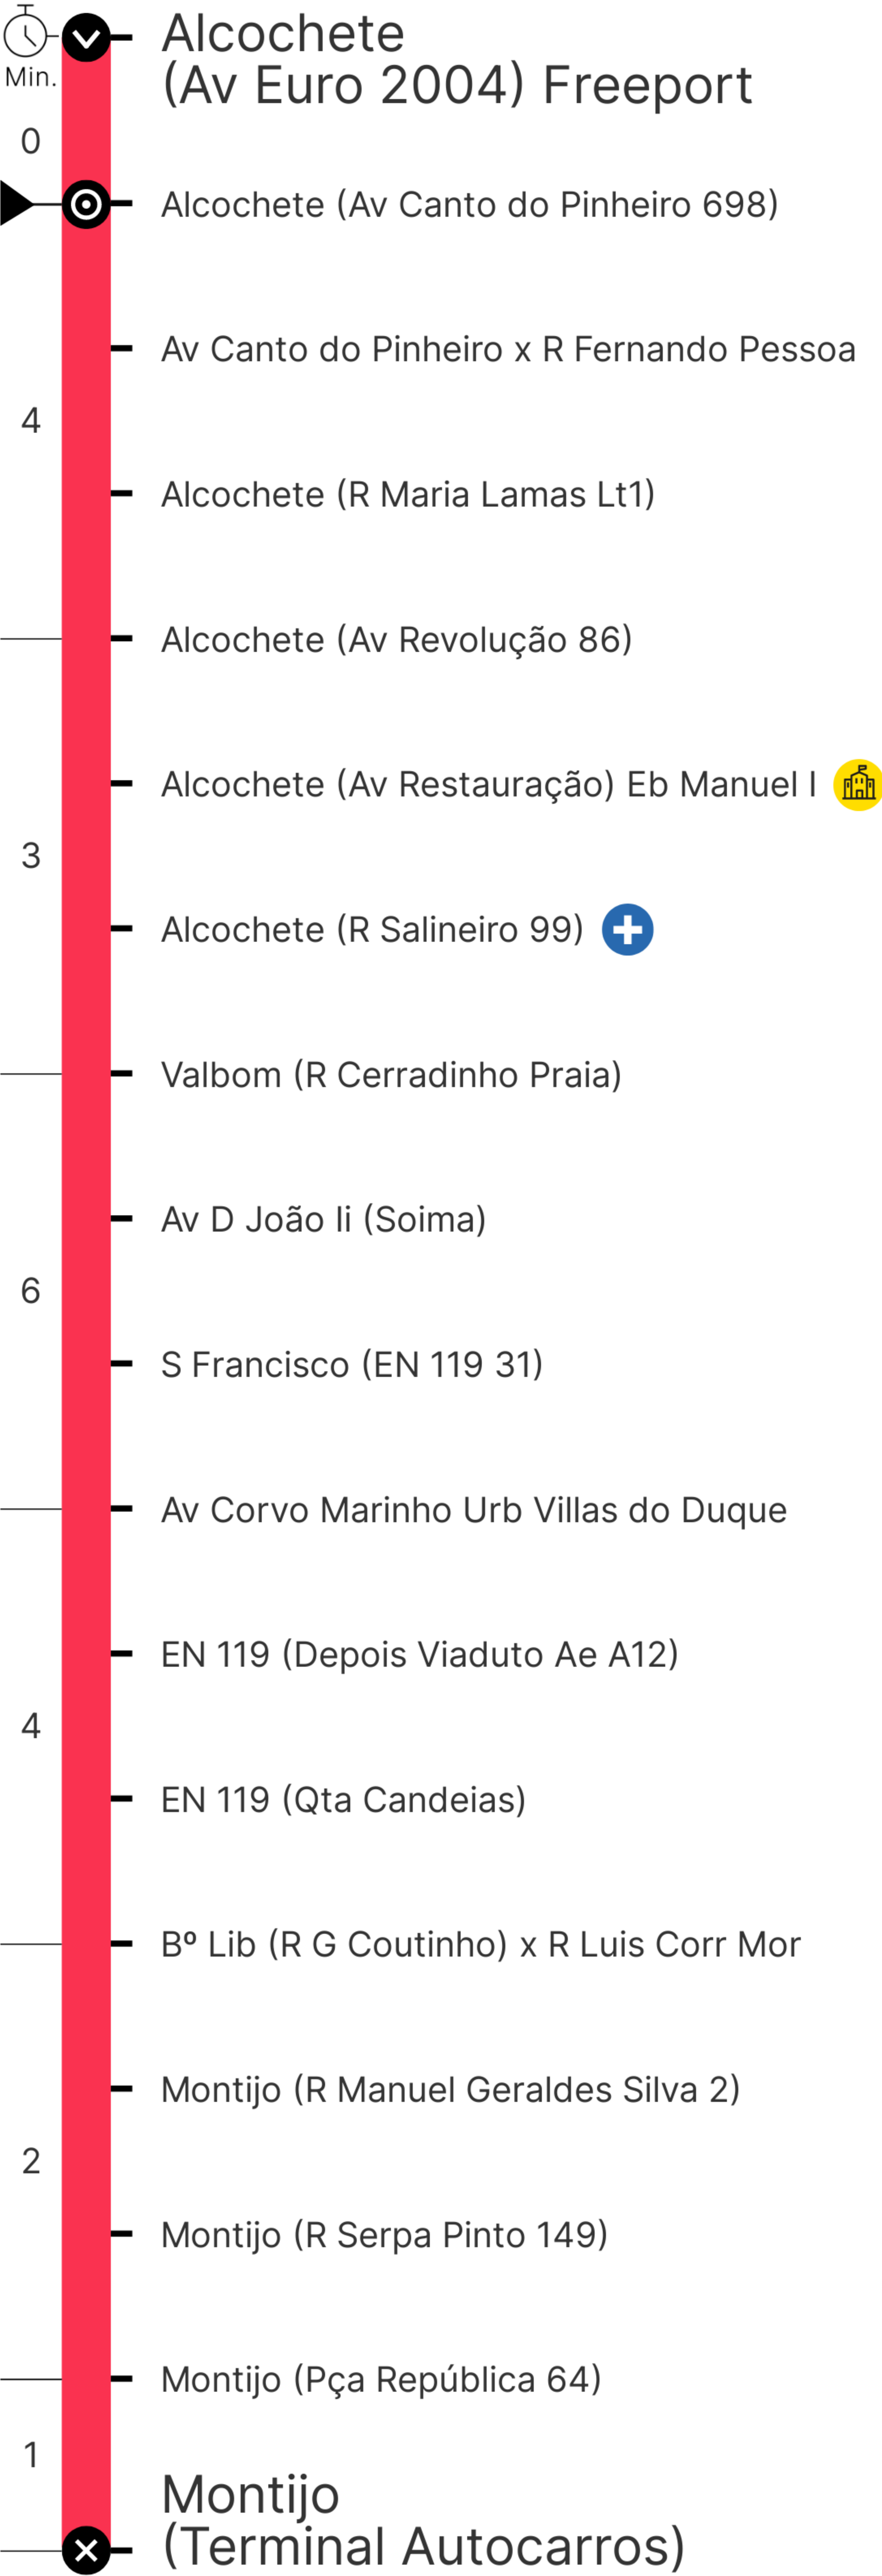 Min.
Alcochete
(Av Euro 2004) Freeport
0
Alcochete (Av Canto do Pinheiro 698)
Av Canto do Pinheiro x R Fernando Pessoa
4
Alcochete (R Maria Lamas Lt1)
Alcochete (Av Revolução 86)
Alcochete (Av Restauração) Eb Manuel I
3
Alcochete (R Salineiro 99)
Valbom (R Cerradinho Praia)
Av D João Ii (Soima)
6
S Francisco (EN 119 31)
Av Corvo Marinho Urb Villas do Duque
EN 119 (Depois Viaduto Ae A12)
4
EN 119 (Qta Candeias)
Bº Lib (R G Coutinho) x R Luis Corr Mor
Montijo (R Manuel Geraldes Silva 2)
2
Montijo (R Serpa Pinto 149)
Montijo (Pça República 64)
1
Montijo
(Terminal Autocarros)